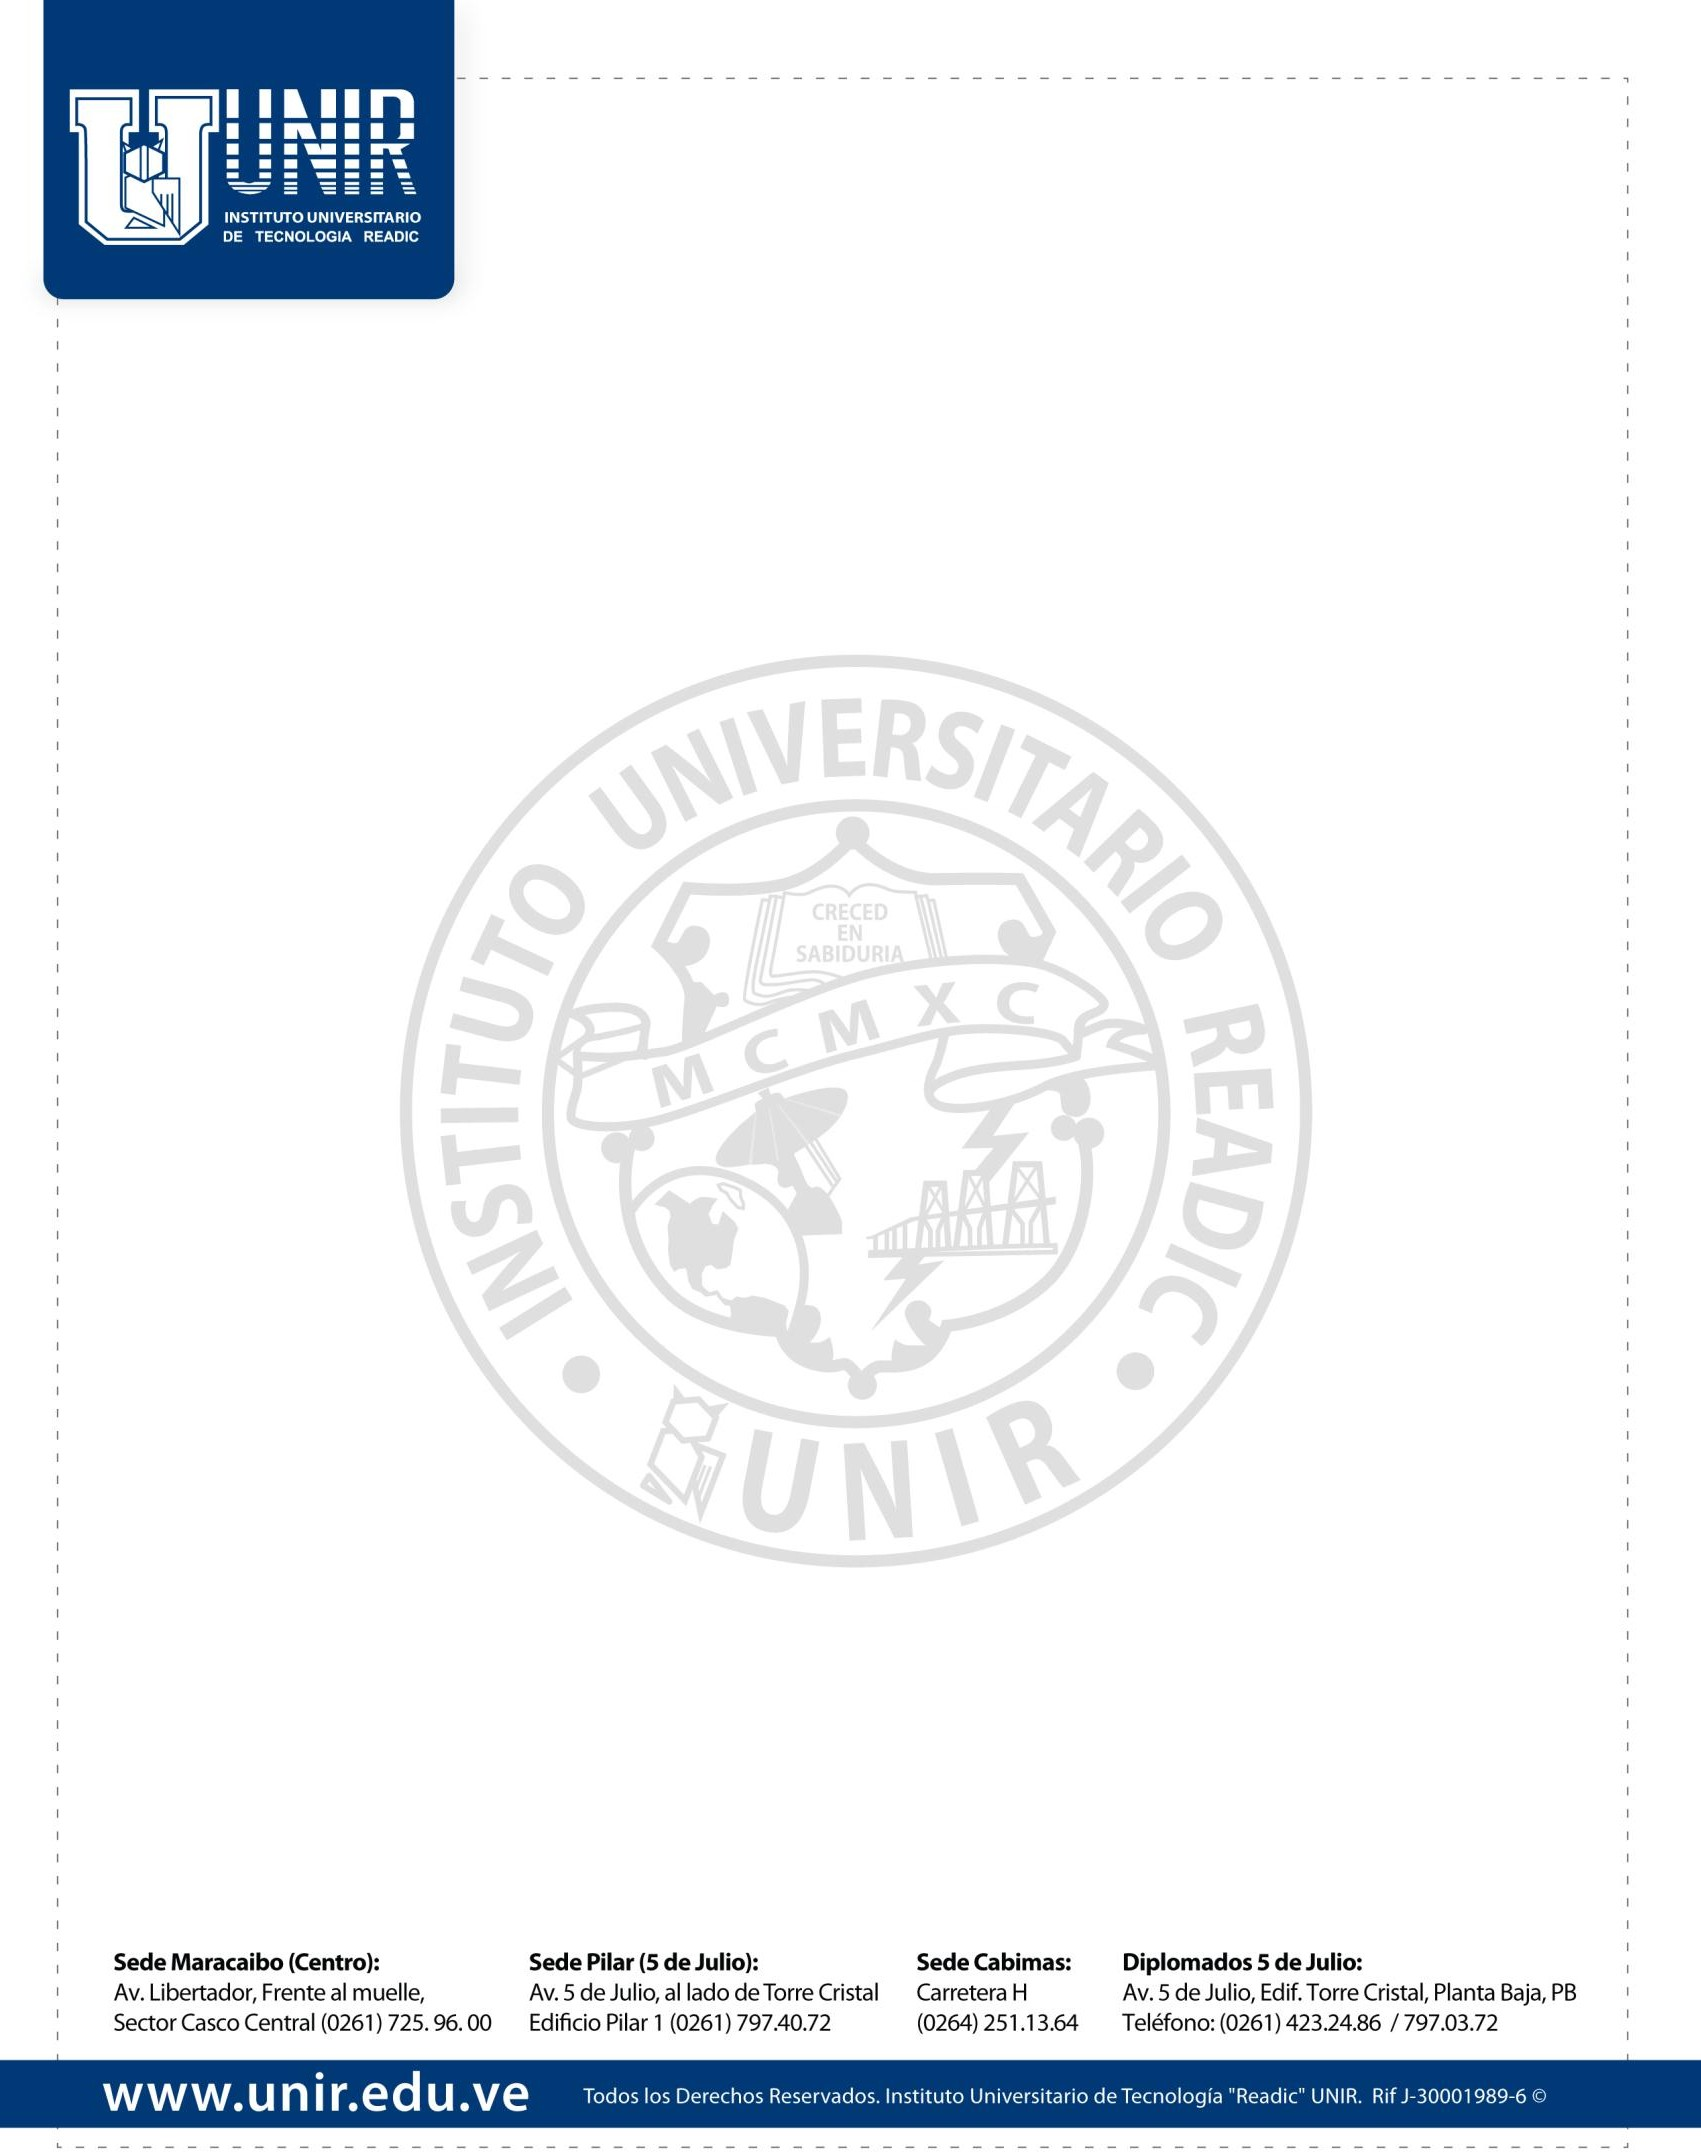 UNIR
INSTITUTO UNIVERSITARIO
DE TECNOLOGIA READIC
INSTITUTO UNIVERSITARIO READIC
CRECED
EN
SABIDURIA
MCMXC
UNIR
Sede Maracaibo (Centro):
Av. Libertador, Frente al muelle,
Sector Casco Central (0261) 725. 96. 00
Sede Pilar (5 de Julio):
Av. 5 de Julio, al lado de Torre Cristal
Edificio Pilar 1 (0261) 797.40.72
Sede Cabimas:
Carretera H
(0264) 251.13.64
Diplomados 5 de Julio:
Av. 5 de Julio, Edif. Torre Cristal, Planta Baja, PB
Teléfono: (0261) 423.24.86 / 797.03.72
www.unir.edu.ve
Todos los Derechos Reservados. Instituto Universitario de Tecnología "Readic" UNIR. Rif J-30001989-6 ©